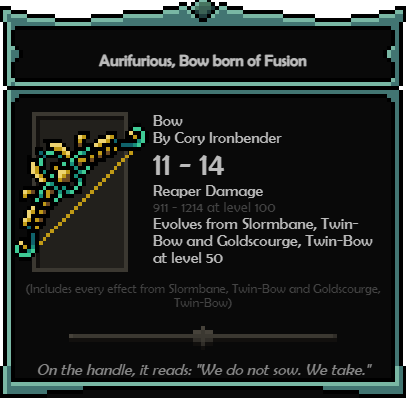 Aurifurious, Bow born of Fusion
Bow
By Cory Ironbender
11 - 14
Reaper Damage
911 - 1214 at level 100
Evolves from Slormbane, Twin-
Bow and Goldscourge, Twin-Bow
at level 50
(Includes every effect from Slormbane, Twin-Bow and Goldscourge,
Twin-Bow)
On the handle, it reads: "We do not sow. We take."